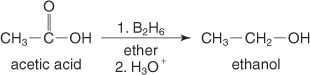 O
CH₃—C—OH
acetic acid
1. B₂H₆
ether
2. H₃O⁺
CH₃—CH₂—OH
ethanol